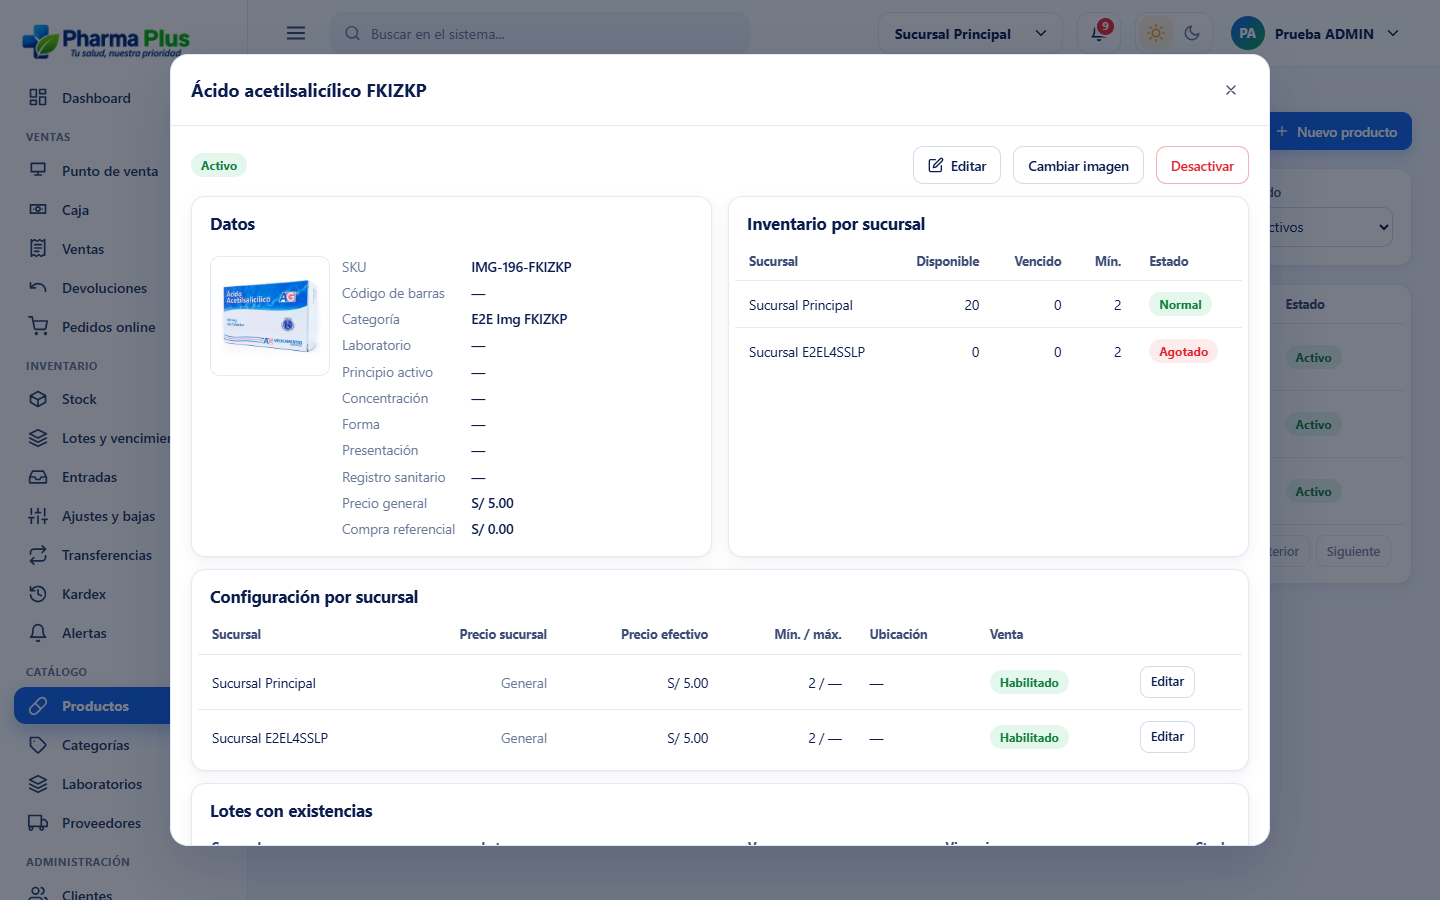 Pharma Plus
Tu salud, nuestra prioridad.
Buscar en el sistema...
Sucursal Principal
9
PA
Prueba ADMIN
Dashboard
VENTAS
Punto de venta
Caja
Ventas
Devoluciones
Pedidos online
INVENTARIO
Stock
Lotes y vencimien
Entradas
Ajustes y bajas
Transferencias
Kardex
Alertas
CATÁLOGO
Productos
Categorías
Laboratorios
Proveedores
ADMINISTRACIÓN
Clientes
Nuevo producto
Estado
Activo
Activo
Activo
Siguiente
Ácido acetilsalicílico FKIZKP
Activo
Editar
Cambiar imagen
Desactivar
Datos
Ácido
Acetilsalicílico
AG
SKU IMG-196-FKIZKP
Código de barras —
Categoría E2E Img FKIZKP
Laboratorio —
Principio activo —
Concentración —
Forma —
Presentación —
Registro sanitario —
Precio general S/ 5.00
Compra referencial S/ 0.00
Inventario por sucursal
Sucursal Disponible Vencido Mín. Estado
Sucursal Principal 20 0 2 Normal
Sucursal E2EL4SSLP 0 0 2 Agotado
Configuración por sucursal
Sucursal Precio sucursal Precio efectivo Mín. / máx. Ubicación Venta
Sucursal Principal General S/ 5.00 2 / — — Habilitado Editar
Sucursal E2EL4SSLP General S/ 5.00 2 / — — Habilitado Editar
Lotes con existencias